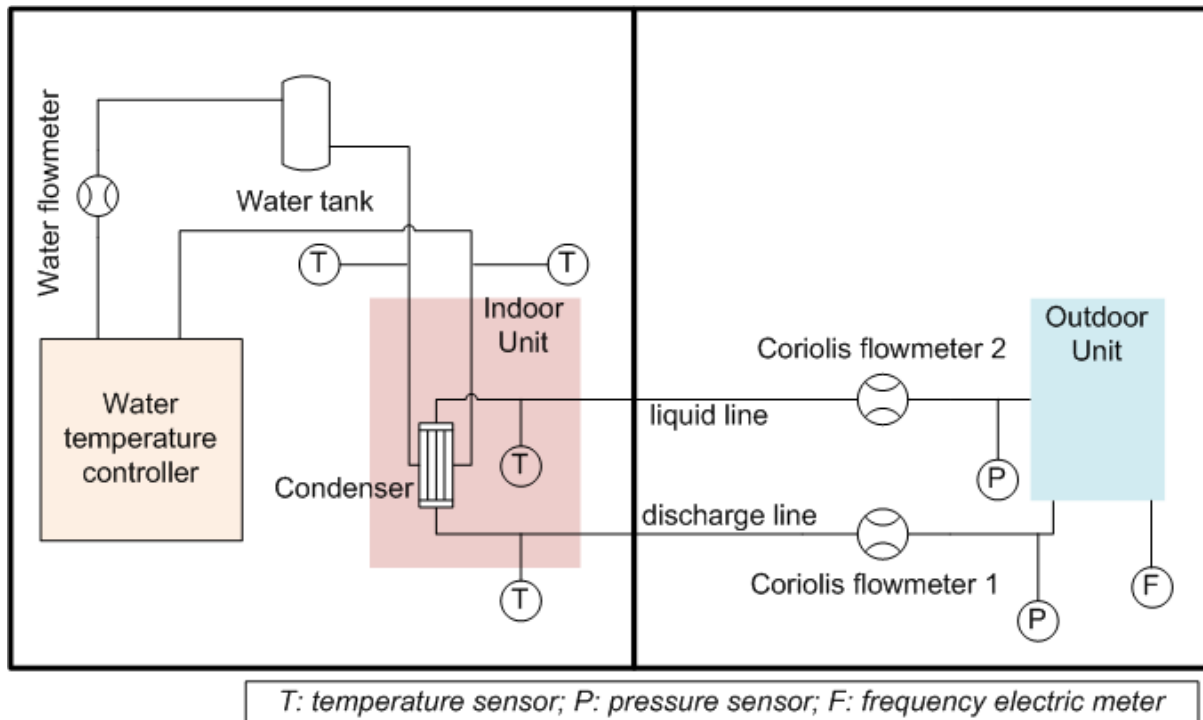 Water flowmeter
Water tank
T
T
Indoor
Unit
Outdoor
Unit
Coriolis flowmeter 2
Water
temperature
controller
liquid line
T
P
Condenser
discharge line
Coriolis flowmeter 1
T
P
F
T: temperature sensor; P: pressure sensor; F: frequency electric meter